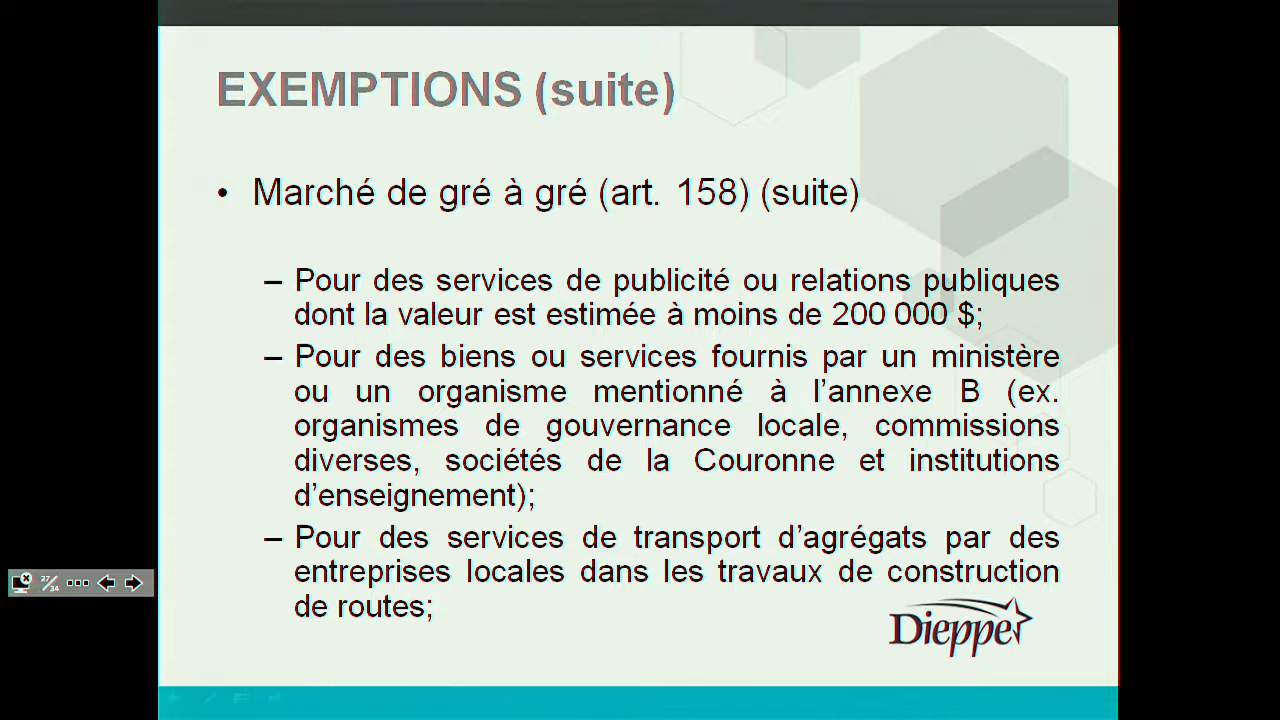 EXEMPTIONS (suite)
• Marché de gré à gré (art. 158) (suite)
– Pour des services de publicité ou relations publiques
dont la valeur est estimée à moins de 200 000 $;
– Pour des biens ou services fournis par un ministère
ou un organisme mentionné à l’annexe B (ex.
organismes de gouvernance locale, commissions
diverses, sociétés de la Couronne et institutions
d’enseignement);
– Pour des services de transport d’agrégats par des
entreprises locales dans les travaux de construction
de routes;
27/34
Dieppe